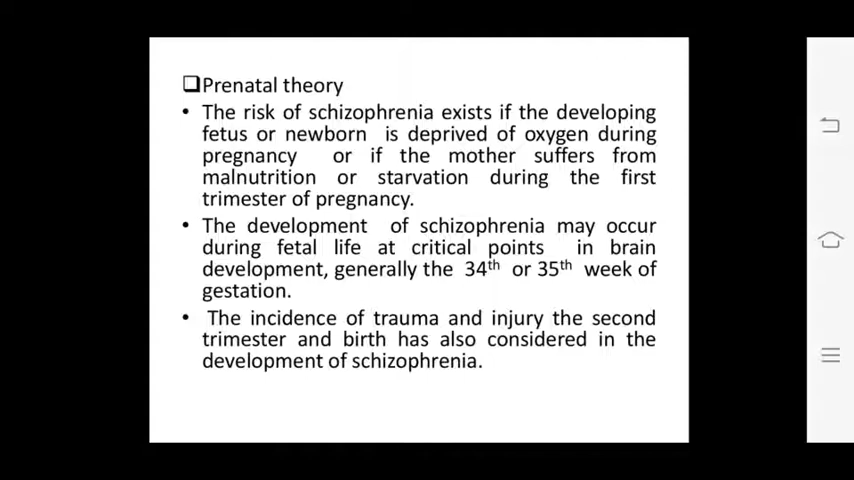 ❑Prenatal theory
• The risk of schizophrenia exists if the developing
fetus or newborn is deprived of oxygen during
pregnancy or if the mother suffers from
malnutrition or starvation during the first
trimester of pregnancy.
• The development of schizophrenia may occur
during fetal life at critical points in brain
development, generally the 34th or 35th week of
gestation.
• The incidence of trauma and injury the second
trimester and birth has also considered in the
development of schizophrenia.